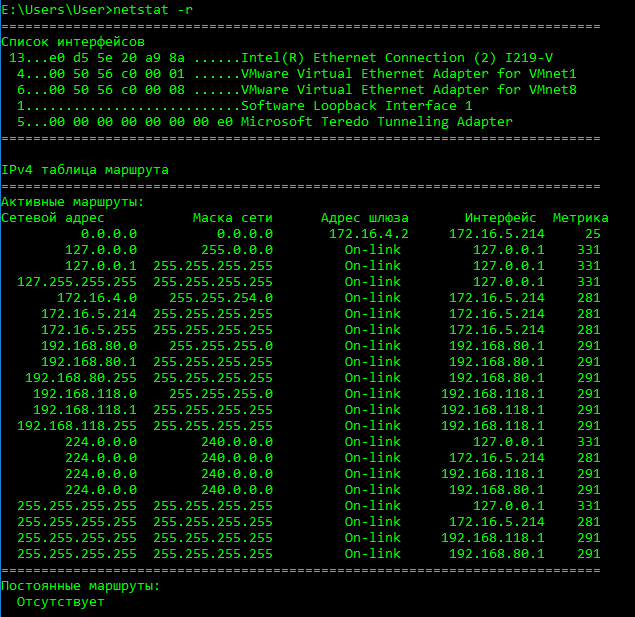 E:\Users\User>netstat -r
===========================================================================
Список интерфейсов
 13...e0 d5 5e 20 a9 8a ......Intel(R) Ethernet Connection (2) I219-V
  4...00 50 56 c0 00 01 ......VMware Virtual Ethernet Adapter for VMnet1
  6...00 50 56 c0 00 08 ......VMware Virtual Ethernet Adapter for VMnet8
  1...........................Software Loopback Interface 1
  5...00 00 00 00 00 00 00 e0 Microsoft Teredo Tunneling Adapter
===========================================================================
IPv4 таблица маршрута
===========================================================================
Активные маршруты:
Сетевой адрес           Маска сети      Адрес шлюза       Интерфейс  Метрика
          0.0.0.0          0.0.0.0       172.16.4.2     172.16.5.214     25
        127.0.0.0        255.0.0.0         On-link         127.0.0.1    331
        127.0.0.1  255.255.255.255         On-link         127.0.0.1    331
  127.255.255.255  255.255.255.255         On-link         127.0.0.1    331
       172.16.4.0    255.255.254.0         On-link      172.16.5.214    281
     172.16.5.214  255.255.255.255         On-link      172.16.5.214    281
     172.16.5.255  255.255.255.255         On-link      172.16.5.214    281
     192.168.80.0    255.255.255.0         On-link      192.168.80.1    291
     192.168.80.1  255.255.255.255         On-link      192.168.80.1    291
   192.168.80.255  255.255.255.255         On-link      192.168.80.1    291
    192.168.118.0    255.255.255.0         On-link     192.168.118.1    291
    192.168.118.1  255.255.255.255         On-link     192.168.118.1    291
  192.168.118.255  255.255.255.255         On-link     192.168.118.1    291
        224.0.0.0        240.0.0.0         On-link         127.0.0.1    331
        224.0.0.0        240.0.0.0         On-link      172.16.5.214    281
        224.0.0.0        240.0.0.0         On-link     192.168.118.1    291
        224.0.0.0        240.0.0.0         On-link      192.168.80.1    291
  255.255.255.255  255.255.255.255         On-link         127.0.0.1    331
  255.255.255.255  255.255.255.255         On-link      172.16.5.214    281
  255.255.255.255  255.255.255.255         On-link     192.168.118.1    291
  255.255.255.255  255.255.255.255         On-link      192.168.80.1    291
===========================================================================
Постоянные маршруты:
  Отсутствует